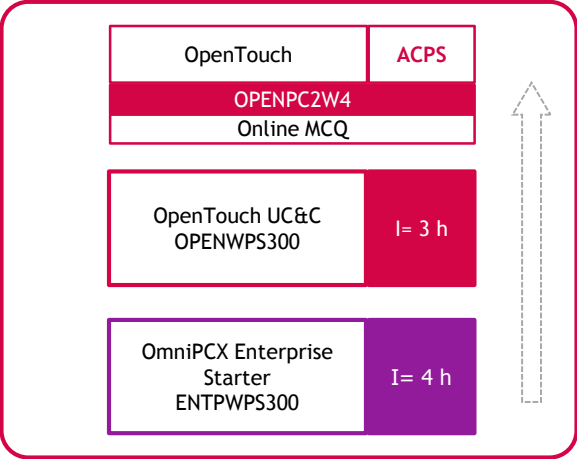 OpenTouch ACPS
OPENPC2W4
Online MCQ
OpenTouch UC&C
OPENWPS300
I= 3 h
OmniPCX Enterprise
Starter
ENTPWPS300
I= 4 h